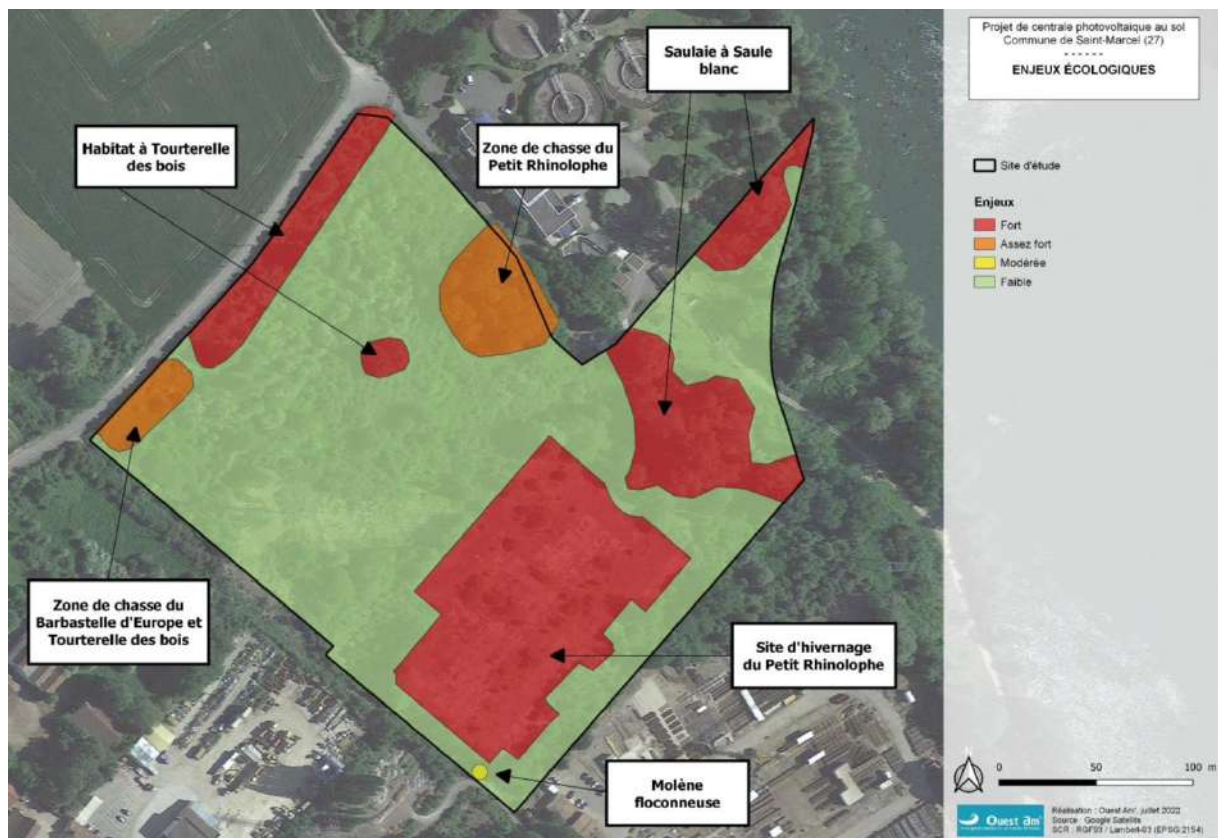 Projet de centrale photovoltaïque au sol
Commune de Saint-Marcel (27)
------
ENJEUX ÉCOLOGIQUES
Saulaie à Saule
blanc
Habitat à Tourterelle
des bois
Zone de chasse du
Petit Rhinolophe
Site d'étude
Enjeux
Fort
Assez fort
Modérée
Faible
Zone de chasse du
Barbastelle d'Europe et
Tourterelle des bois
Site d'hivernage
du Petit Rhinolophe
Molène
floconneuse
0 50 100 m
Ouest Am'
Réalisation : Ouest Am', juillet 2022
Source : Google Satellite
SCR : RGF93 / Lambert-93 (EPSG 2154)